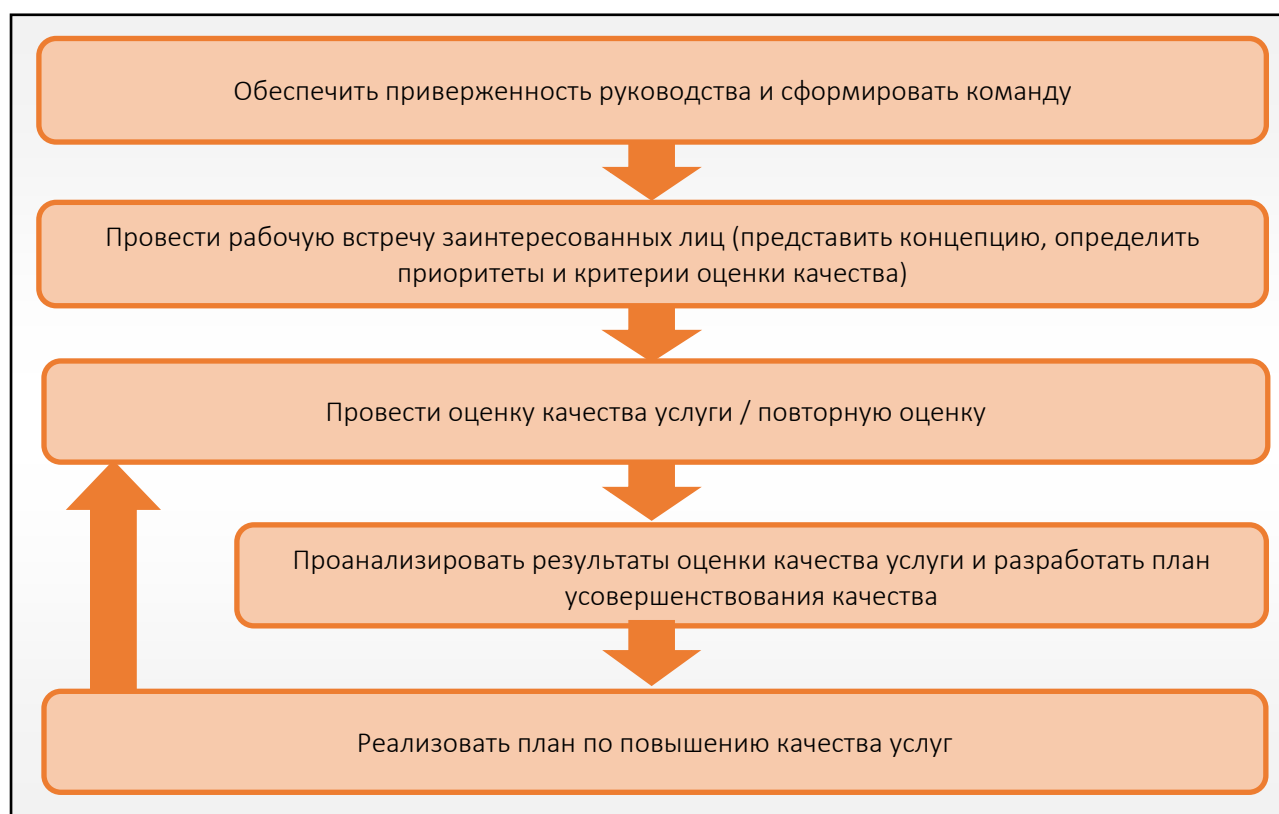 Обеспечить приверженность руководства и сформировать команду
Провести рабочую встречу заинтересованных лиц (представить концепцию, определить
приоритеты и критерии оценки качества)
Провести оценку качества услуги / повторную оценку
Проанализировать результаты оценки качества услуги и разработать план
усовершенствования качества
Реализовать план по повышению качества услуг